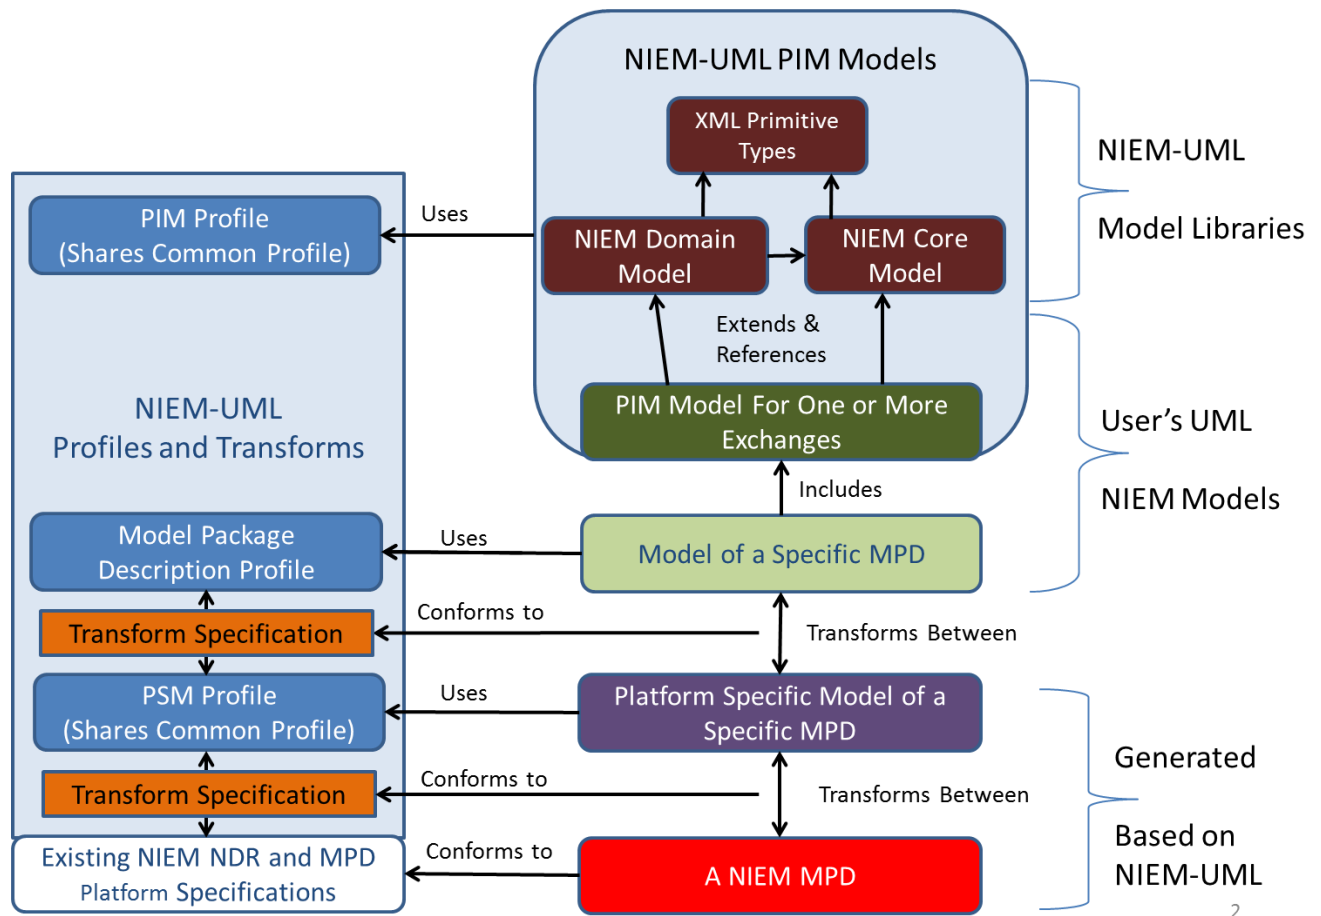 NIEM-UML PIM Models
XML Primitive
Types
NIEM-UML
Model Libraries
PIM Profile
(Shares Common Profile)
Uses
NIEM Domain
Model
NIEM Core
Model
Extends &
References
NIEM-UML
Profiles and Transforms
PIM Model For One or More
Exchanges
User’s UML
NIEM Models
Includes
Model Package
Description Profile
Uses
Model of a Specific MPD
Transform Specification
Conforms to
Transforms Between
PSM Profile
(Shares Common Profile)
Uses
Platform Specific Model of a
Specific MPD
Generated
Based on
NIEM-UML
Transform Specification
Conforms to
Transforms Between
Existing NIEM NDR and MPD
Platform Specifications
Conforms to
A NIEM MPD
2